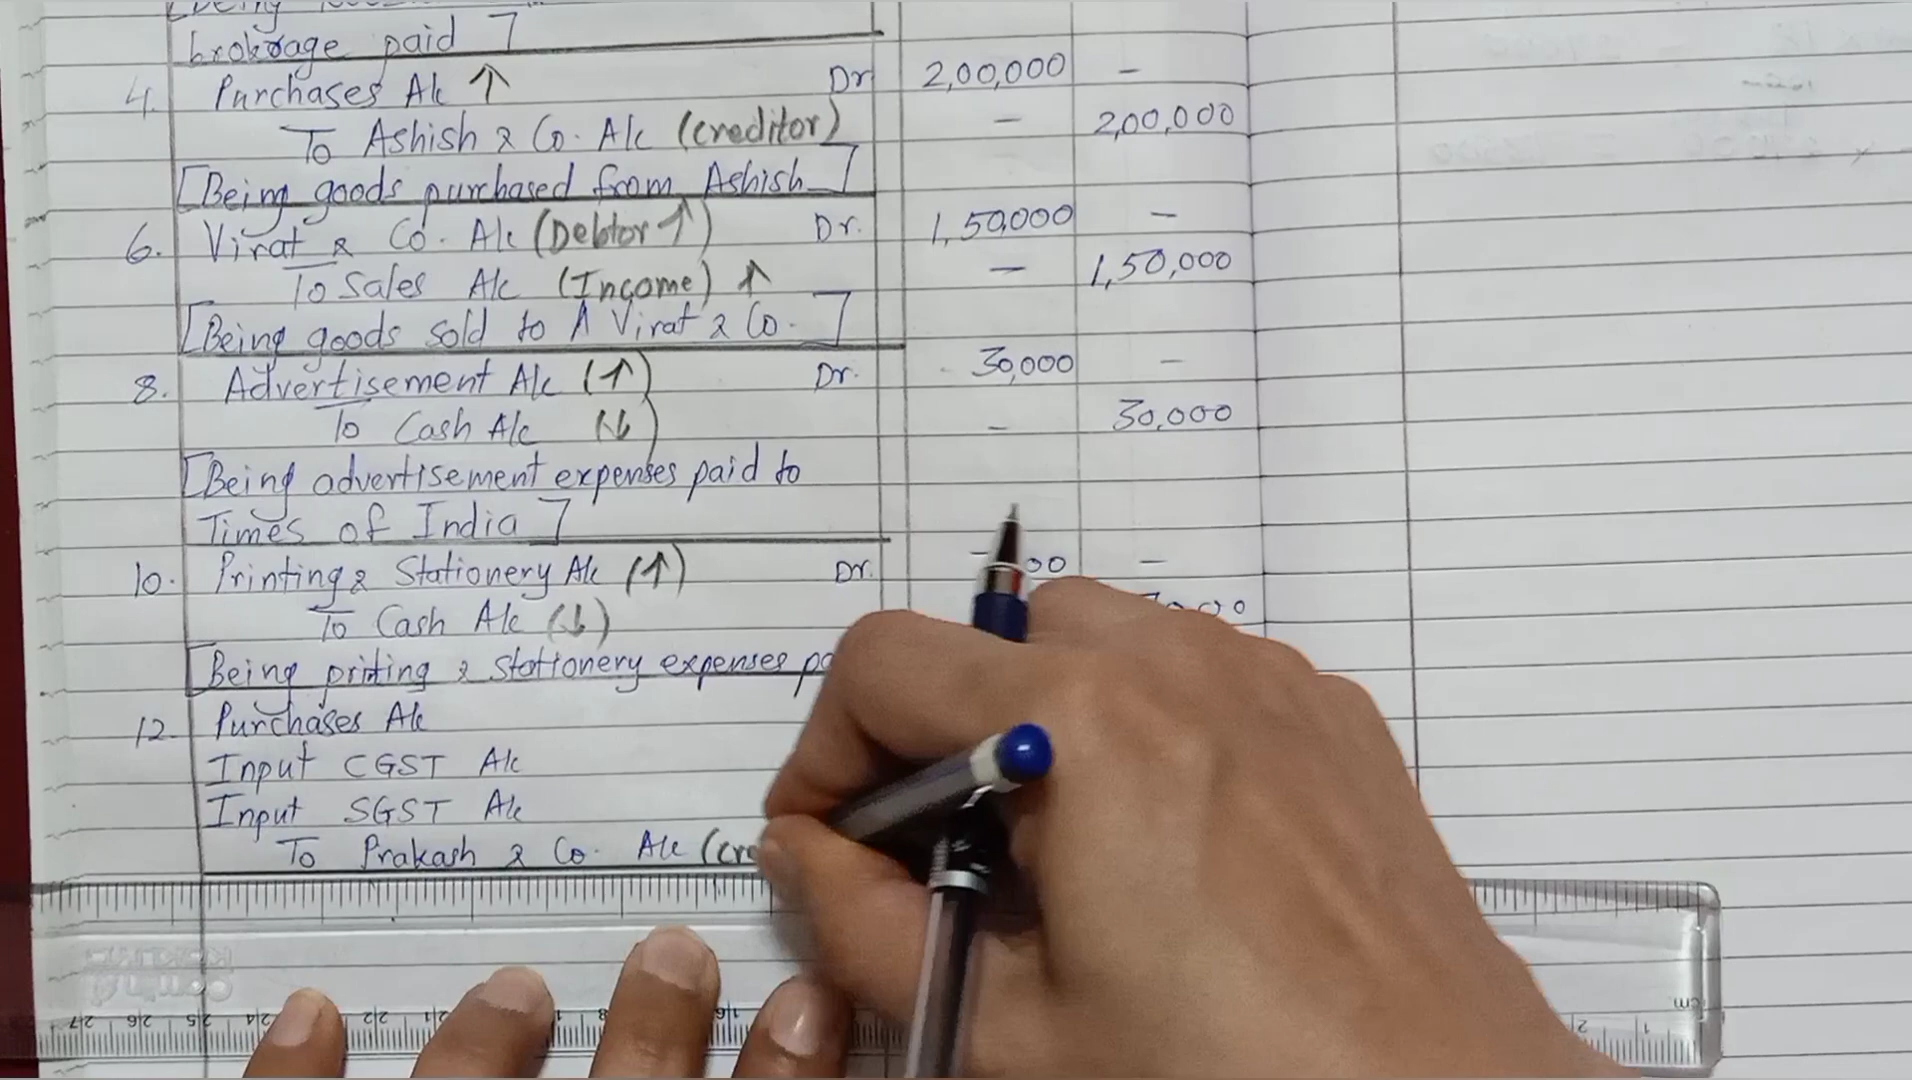 brokrage paid ]
4. Purchases A/c ↑ Dr 2,00,000 -
To Ashish & Co. A/c (creditor) - 2,00,000
[Being goods purchased from Ashish ]
6. Virat & Co. A/c (Debtor ↑) Dr. 1,50,000 -
To Sales A/c (Income) ↑ - 1,50,000
[Being goods sold to A Virat & Co. ]
8. Advertisement A/c (↑) Dr. 30,000 -
To Cash A/c (↓) - 30,000
[Being advertisement expenses paid to
Times of India ]
10. Printing & Stationery A/c (↑) Dr. -
To Cash A/c (↓)
[Being priting & stationery expenses
12. Purchases A/c
Input CGST A/c
Input SGST A/c
To Prakash & Co. A/c